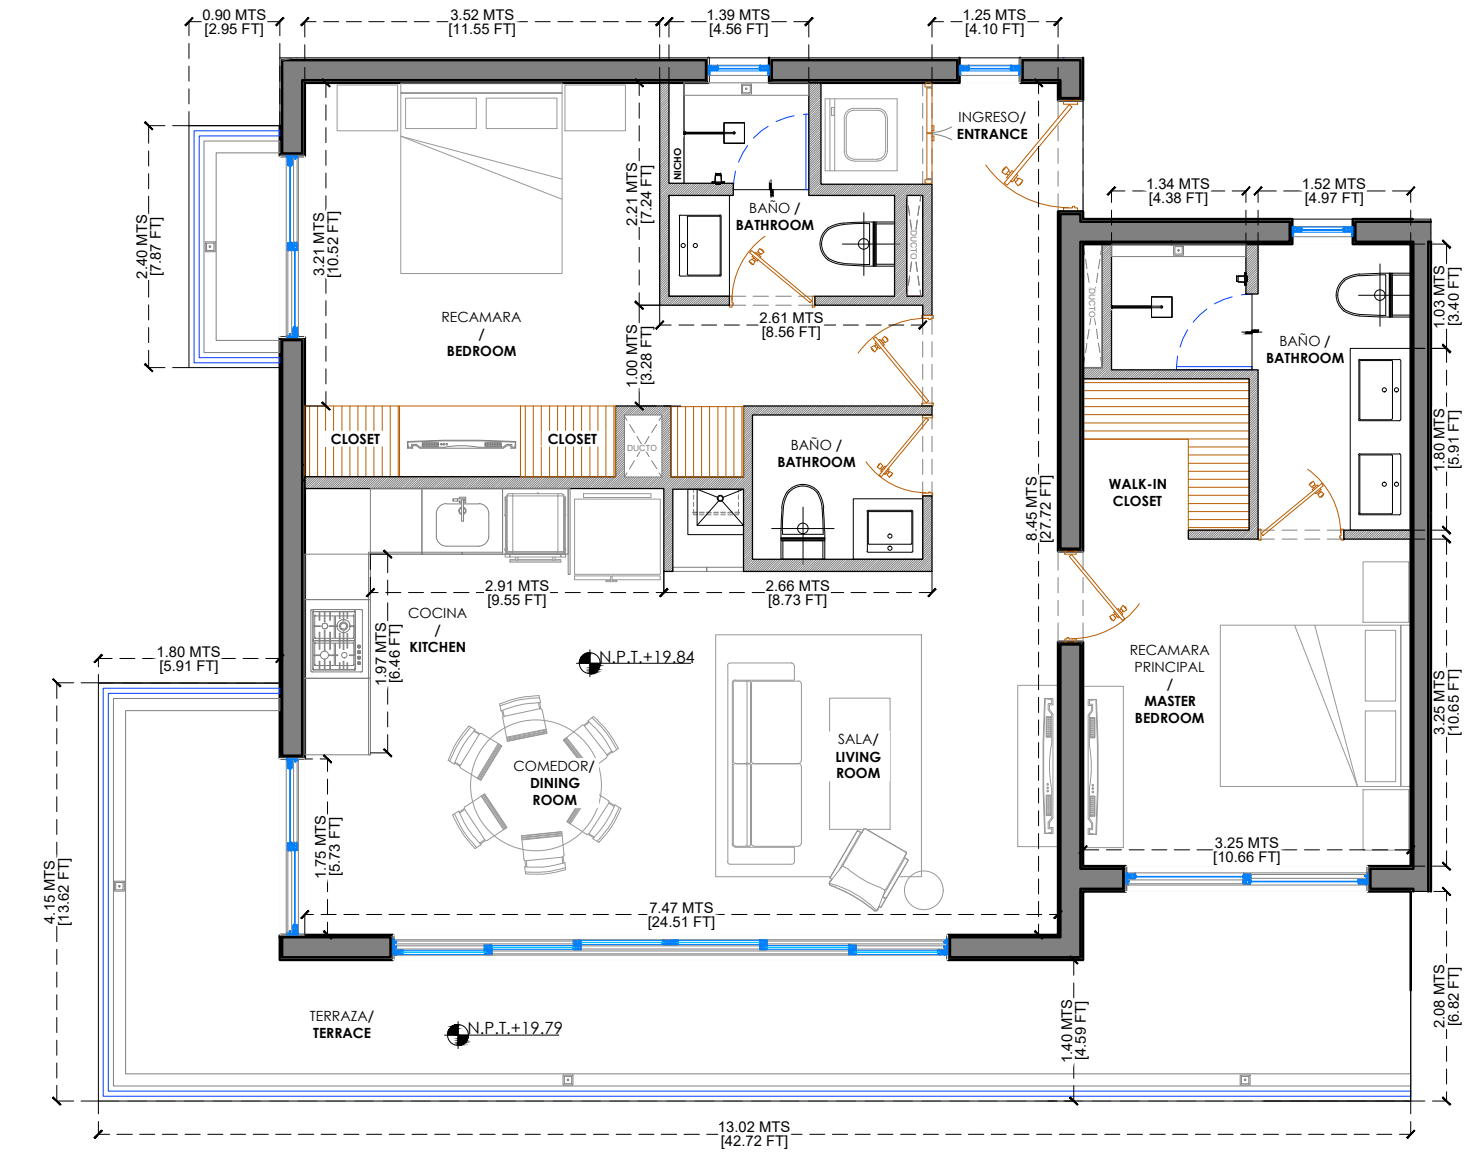 0.90 MTS
[2.95 FT]
3.52 MTS
[11.55 FT]
1.39 MTS
[4.56 FT]
1.25 MTS
[4.10 FT]
INGRESO/
ENTRANCE
NICHO
2.40 MTS
[7.87 FT]
3.21 MTS
[10.52 FT]
2.21 MTS
[7.24 FT]
BAÑO /
BATHROOM
DUCTO
1.34 MTS
[4.38 FT]
1.52 MTS
[4.97 FT]
DUCTO
1.03 MTS
[3.40 FT]
RECAMARA
/
BEDROOM
2.61 MTS
[8.56 FT]
1.00 MTS
[3.28 FT]
BAÑO /
BATHROOM
CLOSET
CLOSET
DUCTO
BAÑO /
BATHROOM
1.80 MTS
[5.91 FT]
WALK-IN
CLOSET
8.45 MTS
[27.72 FT]
2.91 MTS
[9.55 FT]
2.66 MTS
[8.73 FT]
COCINA
/
KITCHEN
1.97 MTS
[6.46 FT]
1.80 MTS
[5.91 FT]
N.P.T.+19.84
RECAMARA
PRINCIPAL
/
MASTER
BEDROOM
3.25 MTS
[10.65 FT]
SALA/
LIVING
ROOM
COMEDOR/
DINING
ROOM
1.75 MTS
[5.73 FT]
3.25 MTS
[10.66 FT]
4.15 MTS
[13.62 FT]
7.47 MTS
[24.51 FT]
TERRAZA/
TERRACE
N.P.T.+19.79
1.40 MTS
[4.59 FT]
2.08 MTS
[6.82 FT]
13.02 MTS
[42.72 FT]